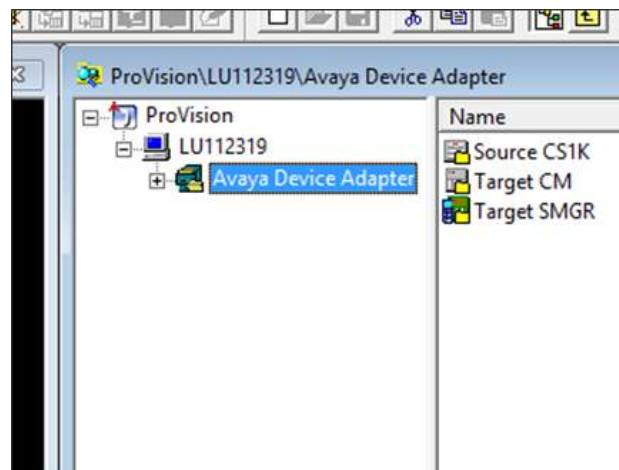 ProVision\LU112319\Avaya Device Adapter
ProVision
LU112319
Avaya Device Adapter
Name
Source CS1K
Target CM
Target SMGR